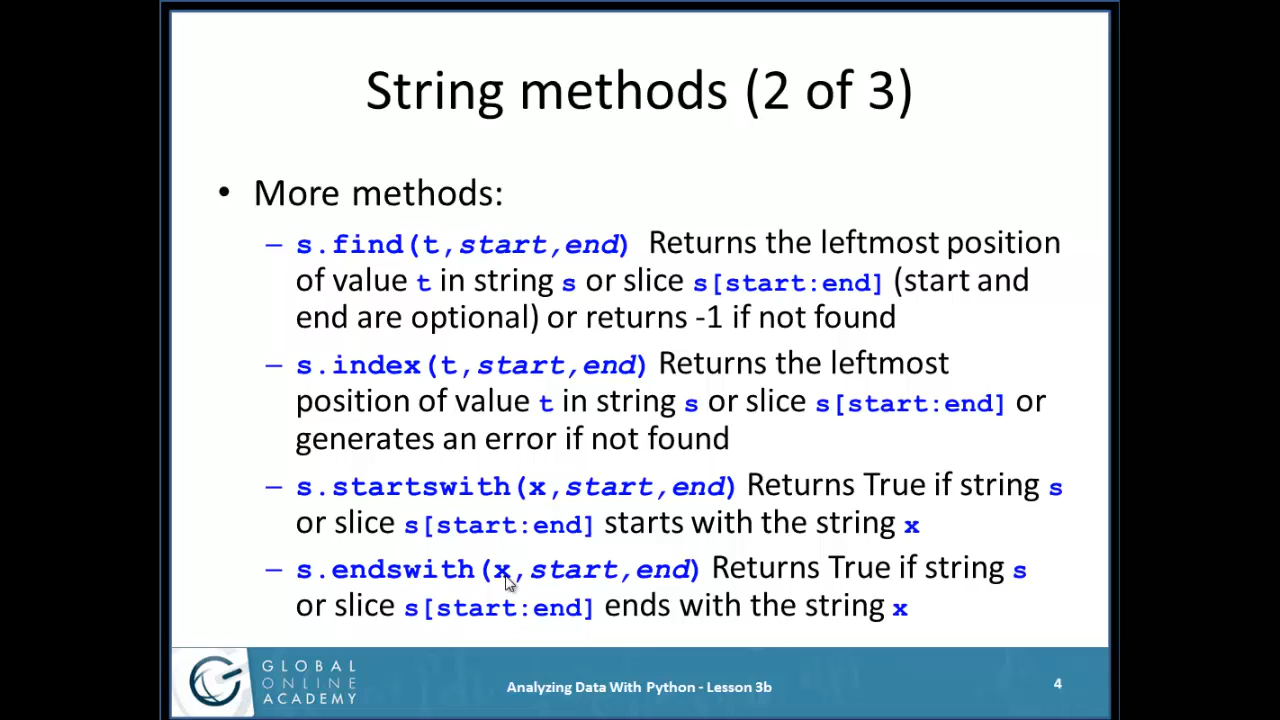 String methods (2 of 3)
• More methods:
– s.find(t,start,end) Returns the leftmost position
of value t in string s or slice s[start:end] (start and
end are optional) or returns -1 if not found
– s.index(t,start,end) Returns the leftmost
position of value t in string s or slice s[start:end] or
generates an error if not found
– s.startswith(x,start,end) Returns True if string s
or slice s[start:end] starts with the string x
– s.endswith(x,start,end) Returns True if string s
or slice s[start:end] ends with the string x
GLOBAL
ONLINE
ACADEMY
Analyzing Data With Python - Lesson 3b
4